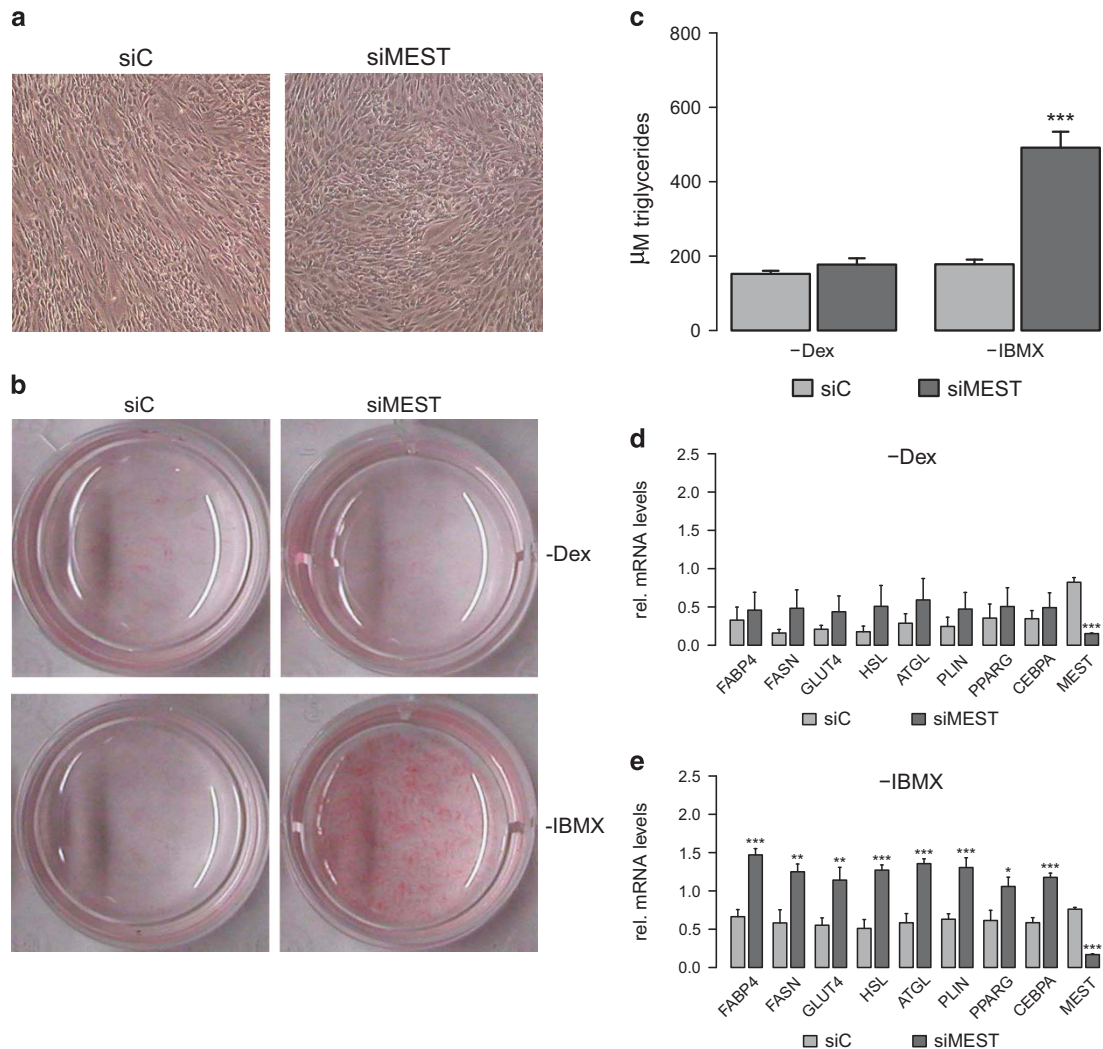 a
siC siMEST
b
siC siMEST
-Dex
-IBMX
c
µM triglycerides
800
600
400
200
0
***
−Dex −IBMX
siC siMEST
d
−Dex
rel. mRNA levels
2.5
2.0
1.5
1.0
0.5
0.0
***
FABP4 FASN GLUT4 HSL ATGL PLIN PPARG CEBPA MEST
siC siMEST
e
−IBMX
rel. mRNA levels
2.5
2.0
1.5
1.0
0.5
0.0
*** ** ** *** *** *** * *** ***
FABP4 FASN GLUT4 HSL ATGL PLIN PPARG CEBPA MEST
siC siMEST